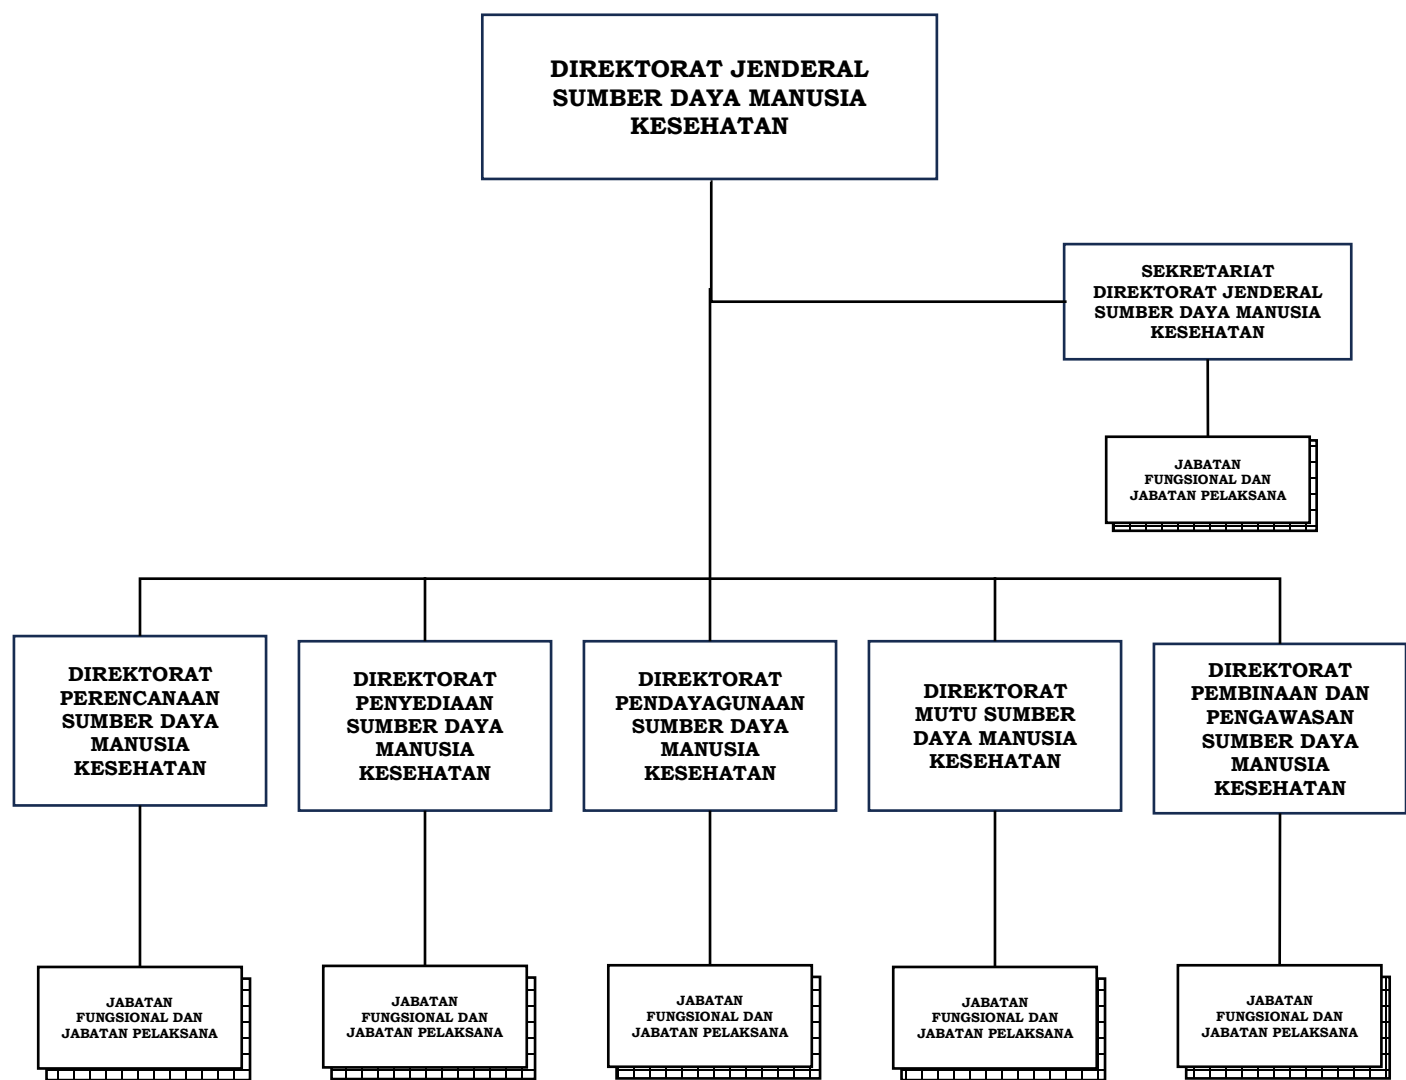 DIREKTORAT JENDERAL
SUMBER DAYA MANUSIA
KESEHATAN
SEKRETARIAT
DIREKTORAT JENDERAL
SUMBER DAYA MANUSIA
KESEHATAN
JABATAN
FUNGSIONAL DAN
JABATAN PELAKSANA
DIREKTORAT
PERENCANAAN
SUMBER DAYA
MANUSIA
KESEHATAN
DIREKTORAT
PENYEDIAAN
SUMBER DAYA
MANUSIA
KESEHATAN
DIREKTORAT
PENDAYAGUNAAN
SUMBER DAYA
MANUSIA
KESEHATAN
DIREKTORAT
MUTU SUMBER
DAYA MANUSIA
KESEHATAN
DIREKTORAT
PEMBINAAN DAN
PENGAWASAN
SUMBER DAYA
MANUSIA
KESEHATAN
JABATAN
FUNGSIONAL DAN
JABATAN PELAKSANA
JABATAN
FUNGSIONAL DAN
JABATAN PELAKSANA
JABATAN
FUNGSIONAL DAN
JABATAN PELAKSANA
JABATAN
FUNGSIONAL DAN
JABATAN PELAKSANA
JABATAN
FUNGSIONAL DAN
JABATAN PELAKSANA